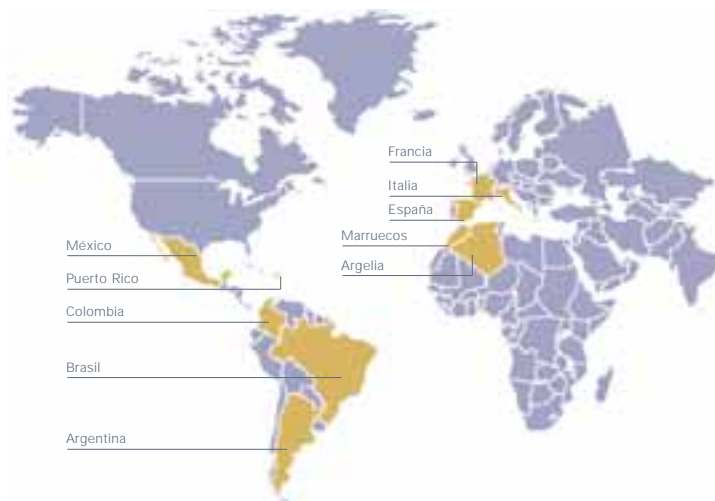 Francia
Italia
España
Marruecos
Argelia
México
Puerto Rico
Colombia
Brasil
Argentina